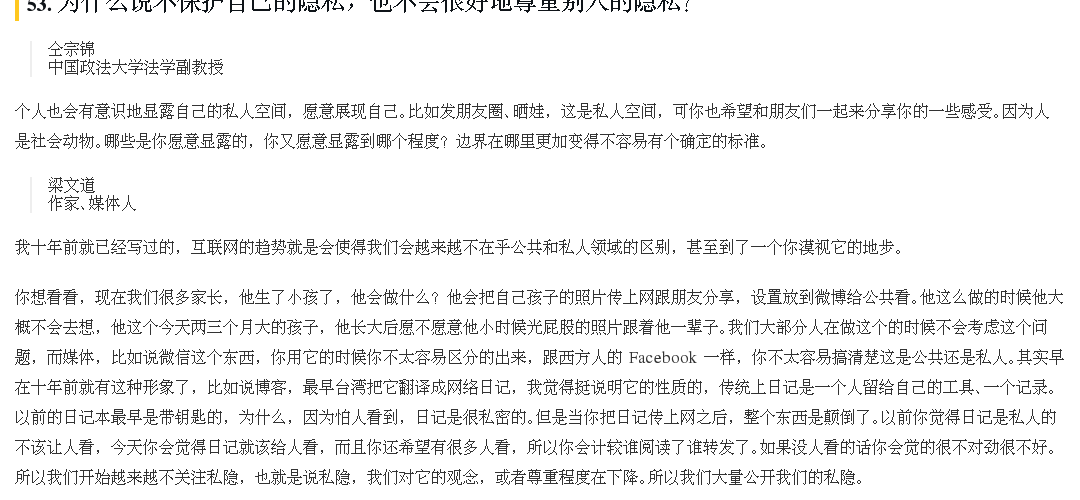 53. 为什么说不保护自己的隐私，也不会很好地尊重别人的隐私？
仝宗锦
中国政法大学法学副教授
个人也会有意识地显露自己的私人空间，愿意展现自己。比如发朋友圈、晒娃，这是私人空间，可你也希望和朋友们一起来分享你的一些感受。因为人
是社会动物。哪些是你愿意显露的，你又愿意显露到哪个程度？边界在哪里更加变得不容易有个确定的标准。
梁文道
作家、媒体人
我十年前就已经写过的，互联网的趋势就是会使得我们会越来越不在乎公共和私人领域的区别，甚至到了一个你漠视它的地步。
你想看看，现在我们很多家长，他生了小孩了，他会做什么？他会把自己孩子的照片传上网跟朋友分享，设置放到微博给公共看。他这么做的时候他大
概不会去想，他这个今天两三个月大的孩子，他长大后愿不愿意他小时候光屁股的照片跟着他一辈子。我们大部分人在做这个的时候不会考虑这个问
题，而媒体，比如说微信这个东西，你用它的时候你不太容易区分的出来，跟西方人的 Facebook 一样，你不太容易搞清楚这是公共还是私人。其实早
在十年前就有这种形象了，比如说博客，最早台湾把它翻译成网络日记，我觉得挺说明它的性质的，传统上日记是一个人留给自己的工具、一个记录。
以前的日记本最早是带钥匙的，为什么，因为怕人看到，日记是很私密的。但是当你把日记传上网之后，整个东西是颠倒了。以前你觉得日记是私人的
不该让人看，今天你会觉得日记就该给人看，而且你还希望有很多人看，所以你会计较谁阅读了谁转发了。如果没人看的话你会觉的很不对劲很不好。
所以我们开始越来越不关注私隐，也就是说私隐，我们对它的观念，或者尊重程度在下降。所以我们大量公开我们的私隐。